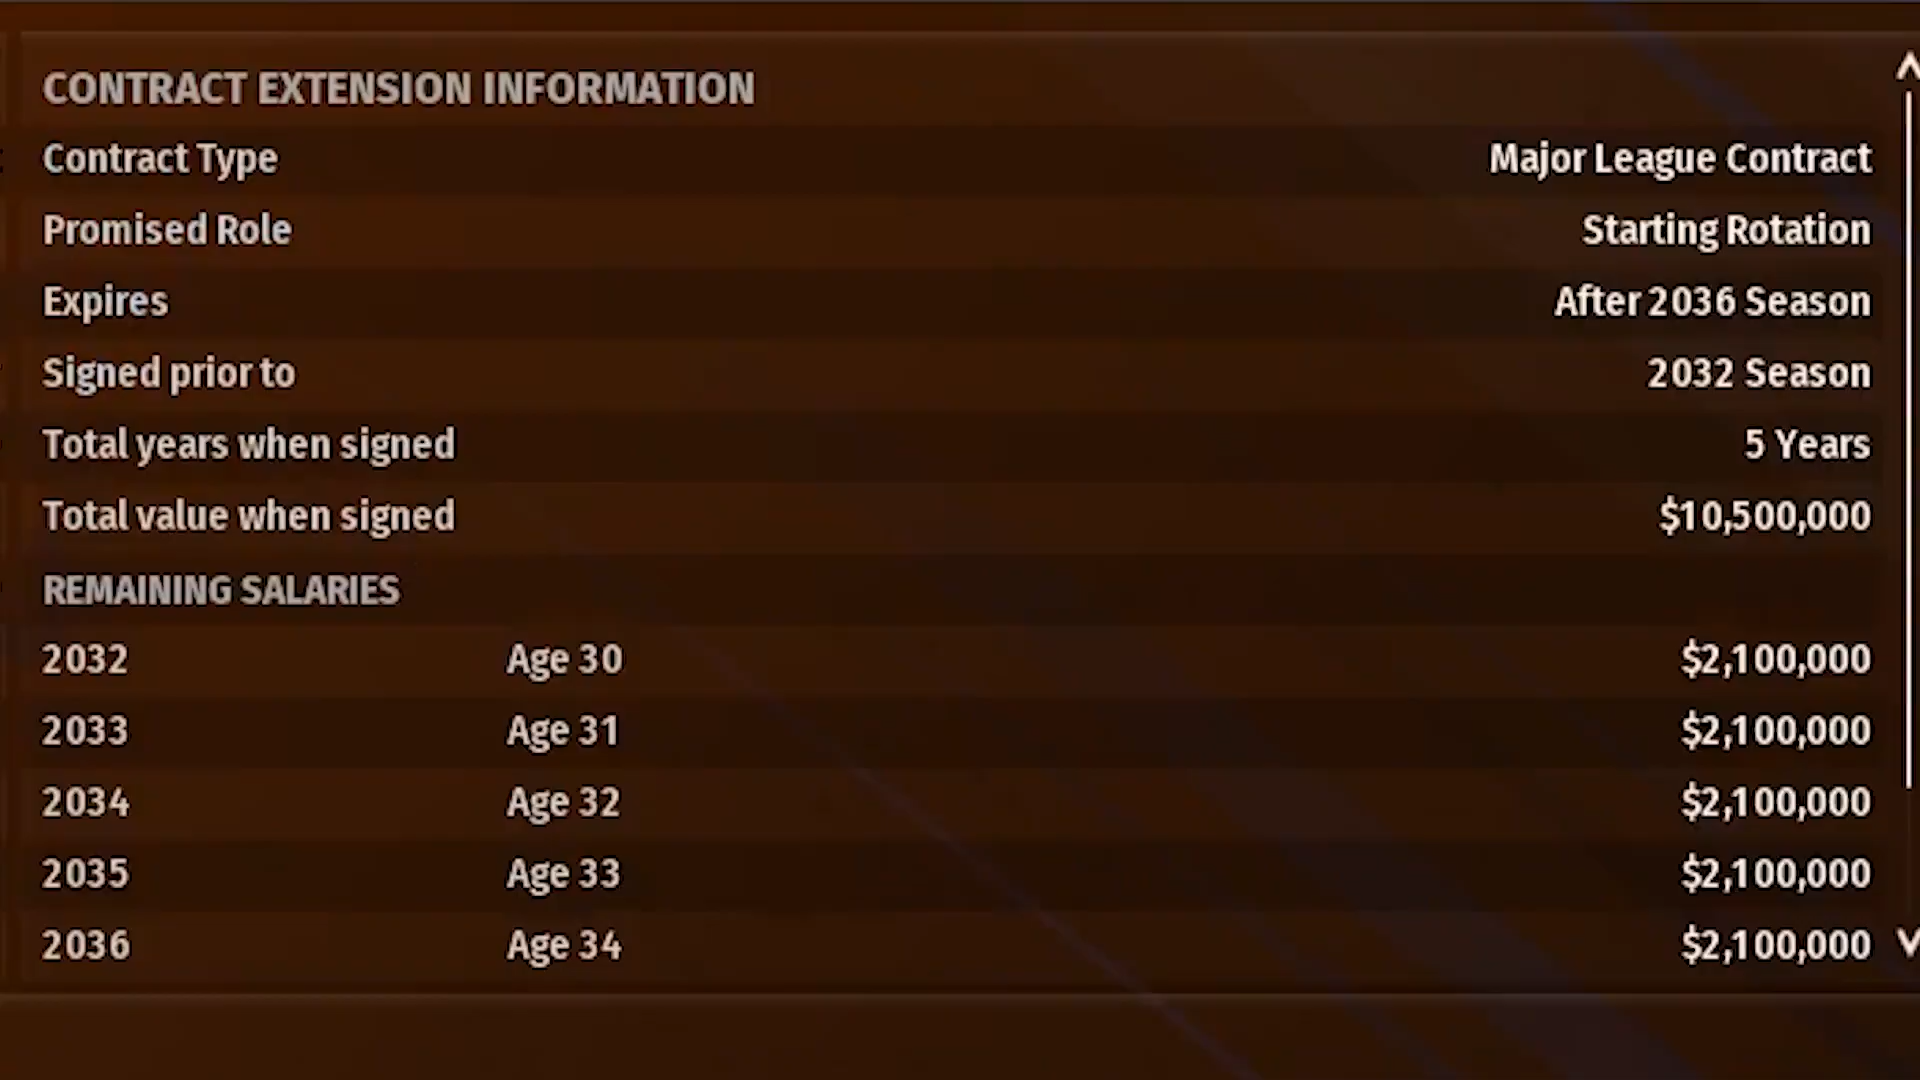 CONTRACT EXTENSION INFORMATION
Contract Type Major League Contract
Promised Role Starting Rotation
Expires After 2036 Season
Signed prior to 2032 Season
Total years when signed 5 Years
Total value when signed $10,500,000
REMAINING SALARIES
2032 Age 30 $2,100,000
2033 Age 31 $2,100,000
2034 Age 32 $2,100,000
2035 Age 33 $2,100,000
2036 Age 34 $2,100,000